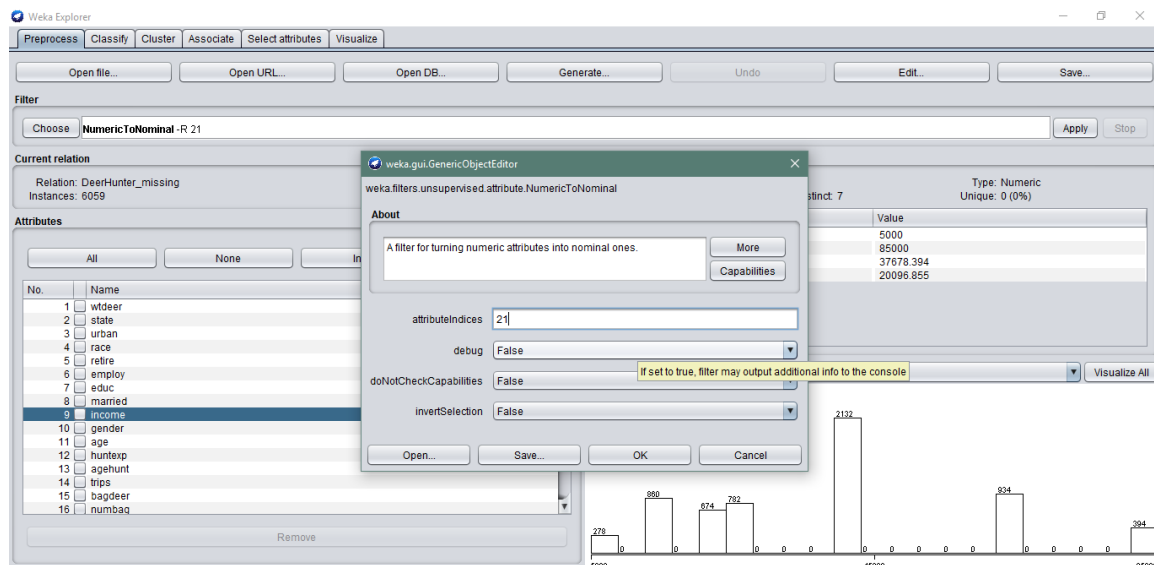 Weka Explorer
Preprocess Classify Cluster Associate Select attributes Visualize
Open file... Open URL... Open DB... Generate... Undo Edit... Save...
Filter
Choose NumericToNominal -R 21 Apply Stop
Current relation
Relation: DeerHunter_missing
Instances: 6059
Type: Numeric
stinct: 7 Unique: 0 (0%)
Attributes
All None In
No. Name
1 wtdeer
2 state
3 urban
4 race
5 retire
6 employ
7 educ
8 married
9 income
10 gender
11 age
12 huntexp
13 agehunt
14 trips
15 bagdeer
16 numbag
Remove
weka.gui.GenericObjectEditor
weka.filters.unsupervised.attribute.NumericToNominal
About
A filter for turning numeric attributes into nominal ones.
More
Capabilities
attributeIndices 21
debug False
If set to true, filter may output additional info to the console
doNotCheckCapabilities False
invertSelection False
Open... Save... OK Cancel
Value
5000
85000
37678.394
20096.855
Visualize All
278 0 860 0 674 782 0 0 0 2132 0 0 0 0 0 934 0 0 0 0 394